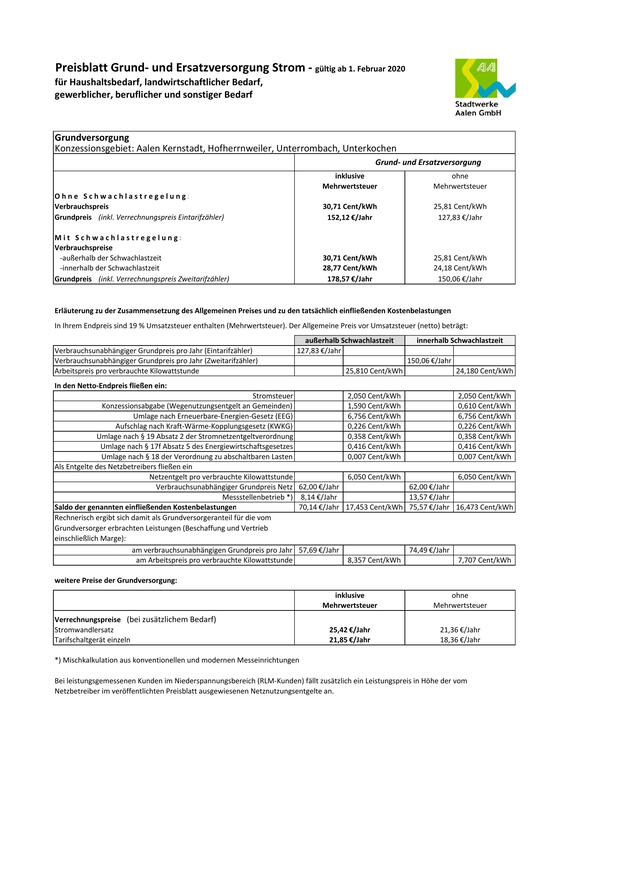 Preisblatt Grund- und Ersatzversorgung Strom - gültig ab 1. Februar 2020
für Haushaltsbedarf, landwirtschaftlicher Bedarf,
gewerblicher, beruflicher und sonstiger Bedarf
AA
Stadtwerke
Aalen GmbH
Grundversorgung
Konzessionsgebiet: Aalen Kernstadt, Hofherrnweiler, Unterrombach, Unterkochen
Grund- und Ersatzversorgung
inklusive ohne
Mehrwertsteuer Mehrwertsteuer
Ohne Schwachlastregelung
Verbrauchspreis 30,71 Cent/kWh 25,81 Cent/kWh
Grundpreis (inkl. Verrechnungspreis Eintarifzähler) 152,12 €/Jahr 127,83 €/Jahr
Mit Schwachlastregelung:
Verbrauchspreise
-außerhalb der Schwachlastzeit 30,71 Cent/kWh 25,81 Cent/kWh
-innerhalb der Schwachlastzeit 28,77 Cent/kWh 24,18 Cent/kWh
Grundpreis (inkl. Verrechnungspreis Zweitarifzähler) 178,57 €/Jahr 150,06 €/Jahr
Erläuterung zu der Zusammensetzung des Allgemeinen Preises und zu den tatsächlich einfließenden Kostenbelastungen
In Ihrem Endpreis sind 19 % Umsatzsteuer enthalten (Mehrwertsteuer). Der Allgemeine Preis vor Umsatzsteuer (netto) beträgt:
außerhalb Schwachlastzeit innerhalb Schwachlastzeit
Verbrauchsunabhängiger Grundpreis pro Jahr (Eintarifzähler) 127,83 €/Jahr
Verbrauchsunabhängiger Grundpreis pro Jahr (Zweitarifzähler) 150,06 €/Jahr
Arbeitspreis pro verbrauchte Kilowattstunde 25,810 Cent/kWh 24,180 Cent/kWh
In den Netto-Endpreis fließen ein:
Stromsteuer 2,050 Cent/kWh 2,050 Cent/kWh
Konzessionsabgabe (Wegenutzungsentgelt an Gemeinden) 1,590 Cent/kWh 0,610 Cent/kWh
Umlage nach Erneuerbare-Energien-Gesetz (EEG) 6,756 Cent/kWh 6,756 Cent/kWh
Aufschlag nach Kraft-Wärme-Kopplungsgesetz (KWKG) 0,226 Cent/kWh 0,226 Cent/kWh
Umlage nach § 19 Absatz 2 der Stromnetzentgeltverordnung 0,358 Cent/kWh 0,358 Cent/kWh
Umlage nach § 17f Absatz 5 des Energiewirtschaftsgesetzes 0,416 Cent/kWh 0,416 Cent/kWh
Umlage nach § 18 der Verordnung zu abschaltbaren Lasten 0,007 Cent/kWh 0,007 Cent/kWh
Als Entgelte des Netzbetreibers fließen ein
Netzentgelt pro verbrauchte Kilowattstunde 6,050 Cent/kWh 6,050 Cent/kWh
Verbrauchsunabhängiger Grundpreis Netz 62,00 €/Jahr 62,00 €/Jahr
Messstellenbetrieb *) 8,14 €/Jahr 13,57 €/Jahr
Saldo der genannten einfließenden Kostenbelastungen 70,14 €/Jahr 17,453 Cent/kWh 75,57 €/Jahr 16,473 Cent/kWh
Rechnerisch ergibt sich damit als Grundversorgeranteil für die vom
Grundversorger erbrachten Leistungen (Beschaffung und Vertrieb
einschließlich Marge):
am verbrauchsunabhängigen Grundpreis pro Jahr 57,69 €/Jahr 74,49 €/Jahr
am Arbeitspreis pro verbrauchte Kilowattstunde 8,357 Cent/kWh 7,707 Cent/kWh
weitere Preise der Grundversorgung:
inklusive ohne
Mehrwertsteuer Mehrwertsteuer
Verrechnungspreise (bei zusätzlichem Bedarf)
Stromwandlersatz 25,42 €/Jahr 21,36 €/Jahr
Tarifschaltgerät einzeln 21,85 €/Jahr 18,36 €/Jahr
*) Mischkalkulation aus konventionellen und modernen Messeinrichtungen
Bei leistungsgemessenen Kunden im Niederspannungsbereich (RLM-Kunden) fällt zusätzlich ein Leistungspreis in Höhe der vom
Netzbetreiber im veröffentlichten Preisblatt ausgewiesenen Netznutzungsentgelte an.